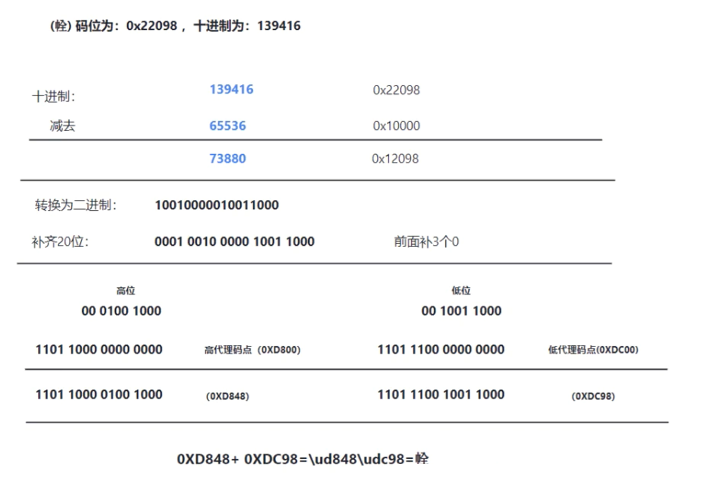 (𢂘) 码位为：0x22098 ，十进制为：139416
十进制： 139416 0x22098
减去 65536 0x10000
73880 0x12098
转换为二进制： 10010000010011000
补齐20位： 0001 0010 0000 1001 1000 前面补3个0
高位 低位
00 0100 1000 00 1001 1000
1101 1000 0000 0000 高代理码点（0XD800） 1101 1100 0000 0000 低代理码点(0XDC00)
1101 1000 0100 1000 （0XD848） 1101 1100 1001 1000 （0XDC98）
0XD848+ 0XDC98=\ud848\udc98=𢂘